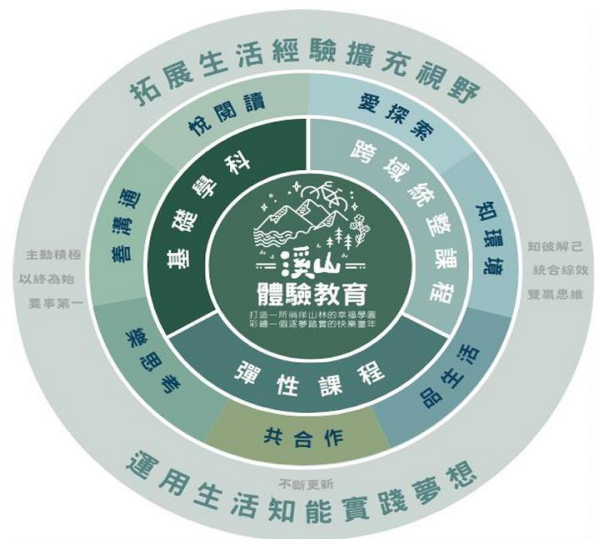 拓展生活經驗擴充視野
悅閱讀
愛探索
善溝通
知環境
樂思考
品生活
共合作
基礎學科
跨域統整課程
彈性課程
溪山
體驗教育
打造一所徜徉山林的幸福學園
彩繪一個逐夢踏實的快樂童年
主動積極
以終為始
要事第一
知彼解己
統合綜效
雙贏思維
不斷更新
運用生活知能實踐夢想